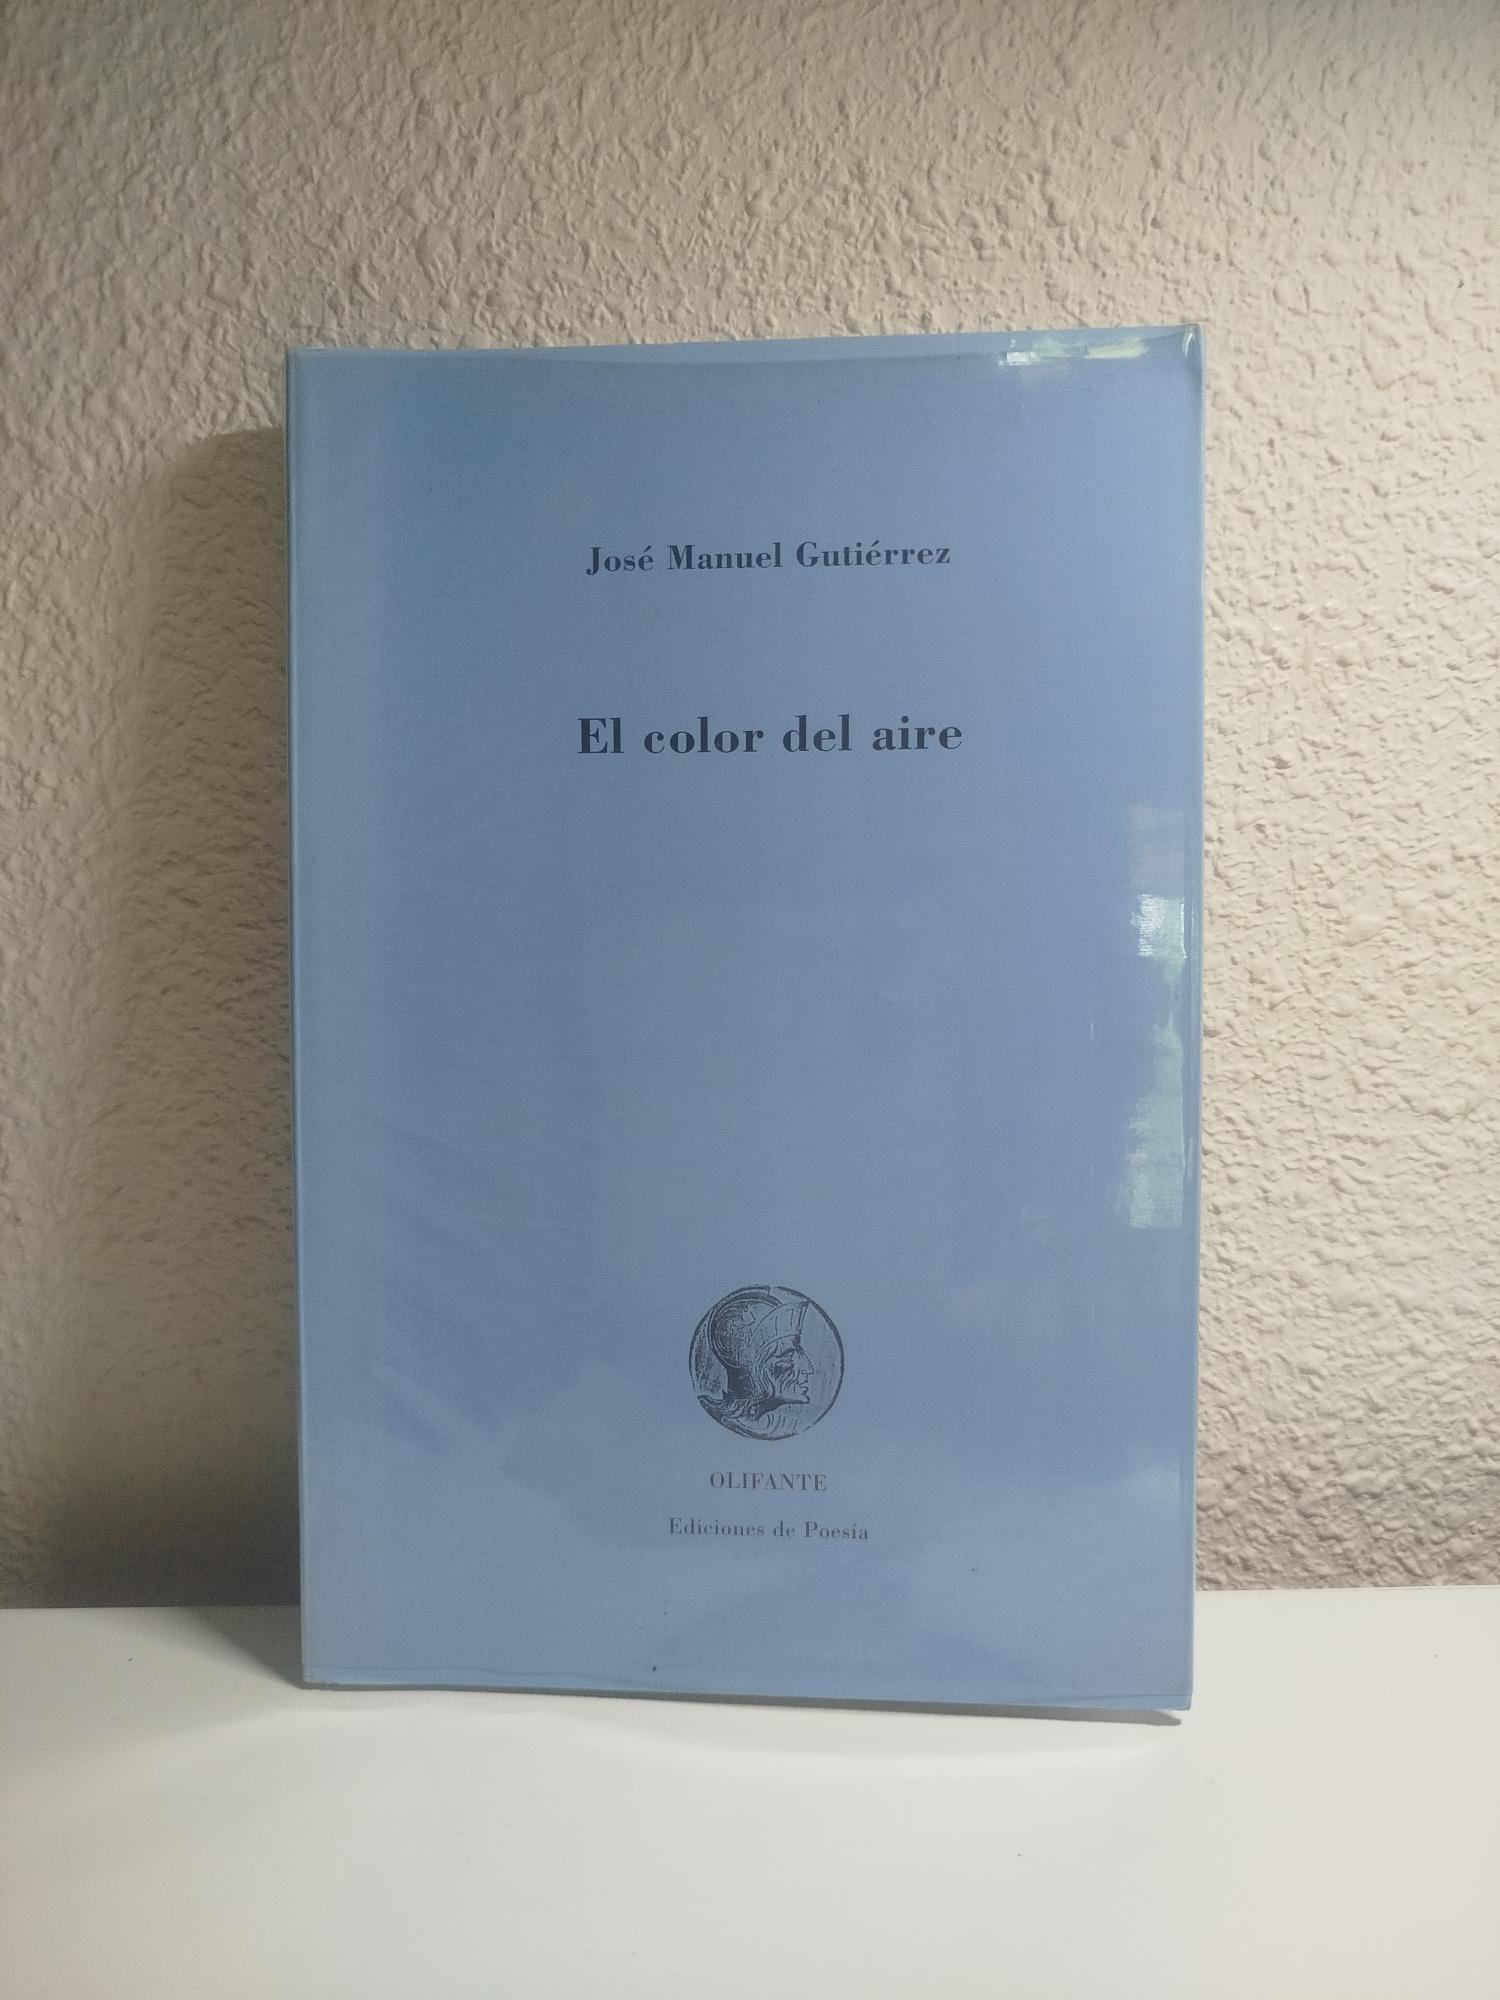 José Manuel Gutiérrez
El color del aire
OLIFANTE
Ediciones de Poesía